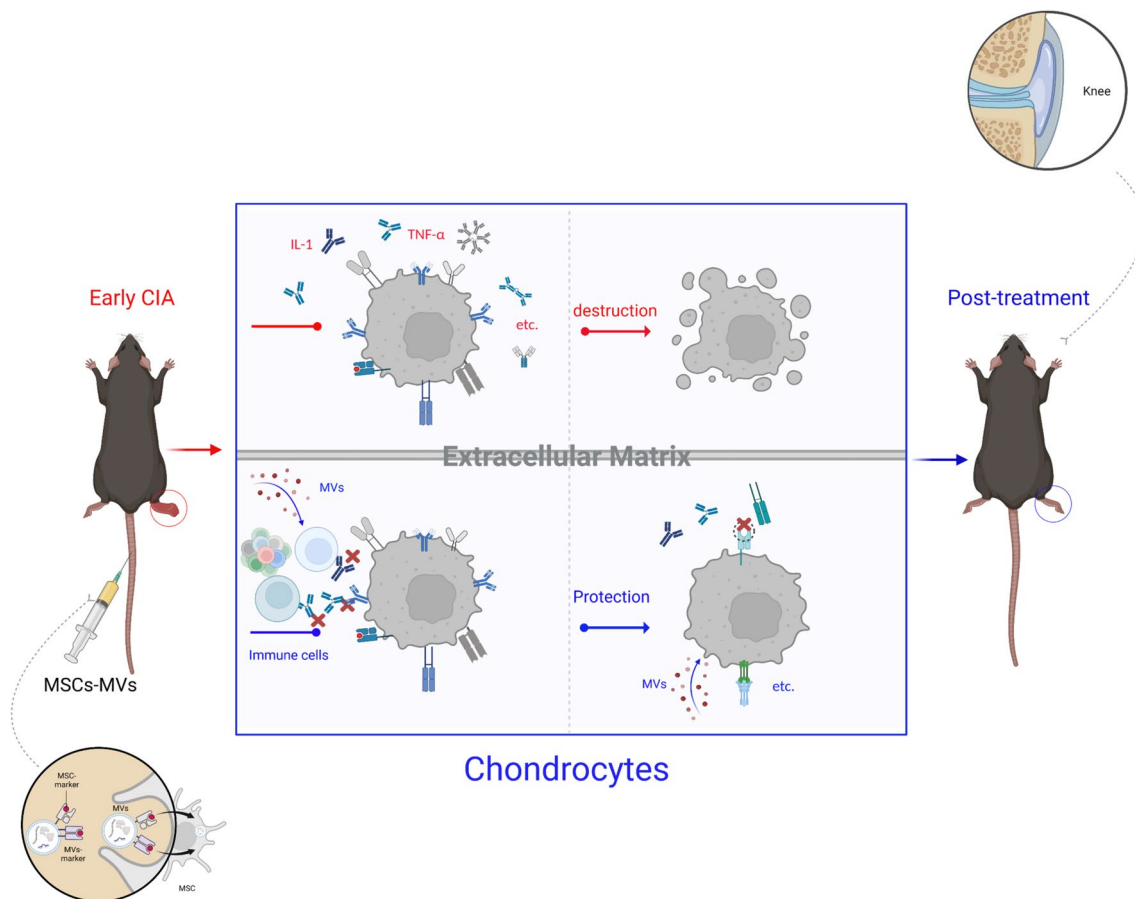 Knee
IL-1
TNF-α
Early CIA
etc.
destruction
Post-treatment
Extracellular Matrix
MVs
Protection
Immune cells
MVs
etc.
MSCs-MVs
Chondrocytes
MSC-
marker
MVs
MVs-
marker
MSC